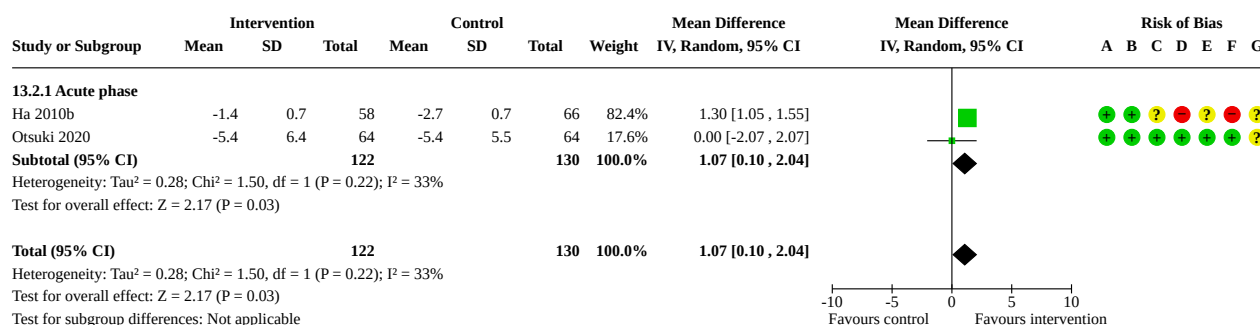 Intervention Control Mean Difference Mean Difference Risk of Bias
Study or Subgroup Mean SD Total Mean SD Total Weight IV, Random, 95% CI IV, Random, 95% CI A B C D E F G
13.2.1 Acute phase
Ha 2010b -1.4 0.7 58 -2.7 0.7 66 82.4% 1.30 [1.05 , 1.55] + + ? − ? − ?
Otsuki 2020 -5.4 6.4 64 -5.4 5.5 64 17.6% 0.00 [-2.07 , 2.07] + + + + + + ?
Subtotal (95% CI) 122 130 100.0% 1.07 [0.10 , 2.04]
Heterogeneity: Tau² = 0.28; Chi² = 1.50, df = 1 (P = 0.22); I² = 33%
Test for overall effect: Z = 2.17 (P = 0.03)
Total (95% CI) 122 130 100.0% 1.07 [0.10 , 2.04]
Heterogeneity: Tau² = 0.28; Chi² = 1.50, df = 1 (P = 0.22); I² = 33%
Test for overall effect: Z = 2.17 (P = 0.03)
-10 -5 0 5 10
Test for subgroup differences: Not applicable Favours control Favours intervention